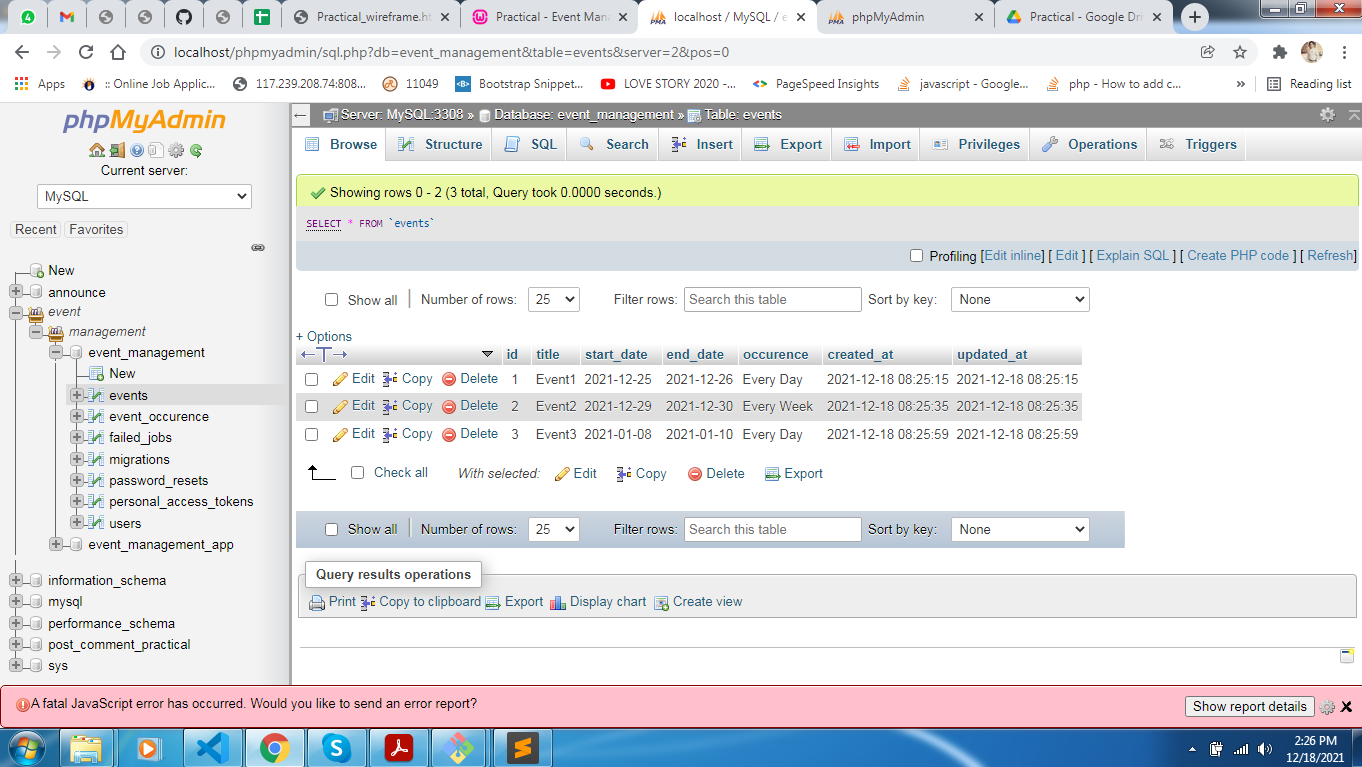 4
Practical_wireframe.ht
Practical - Event Mana
localhost / MySQL / e
phpMyAdmin
Practical - Google Dri
localhost/phpmyadmin/sql.php?db=event_management&table=events&server=2&pos=0
Apps
:: Online Job Applic...
117.239.208.74:808...
11049
Bootstrap Snippet...
LOVE STORY 2020 -...
PageSpeed Insights
javascript - Google...
php - How to add c...
»
Reading list
phpMyAdmin
Current server:
MySQL
Recent
Favorites
New
announce
event
management
event_management
New
events
event_occurence
failed_jobs
migrations
password_resets
personal_access_tokens
users
event_management_app
information_schema
mysql
performance_schema
post_comment_practical
sys
Server: MySQL:3308 » Database: event_management » Table: events
Browse Structure SQL Search Insert Export Import Privileges Operations Triggers
Showing rows 0 - 2 (3 total, Query took 0.0000 seconds.)
SELECT * FROM `events`
Profiling [Edit inline] [ Edit ] [ Explain SQL ] [ Create PHP code ] [ Refresh]
Show all Number of rows: 25 Filter rows: Search this table Sort by key: None
+ Options
←T→ id title start_date end_date occurence created_at updated_at
Edit Copy Delete 1 Event1 2021-12-25 2021-12-26 Every Day 2021-12-18 08:25:15 2021-12-18 08:25:15
Edit Copy Delete 2 Event2 2021-12-29 2021-12-30 Every Week 2021-12-18 08:25:35 2021-12-18 08:25:35
Edit Copy Delete 3 Event3 2021-01-08 2021-01-10 Every Day 2021-12-18 08:25:59 2021-12-18 08:25:59
Check all With selected: Edit Copy Delete Export
Show all Number of rows: 25 Filter rows: Search this table Sort by key: None
Query results operations
Print Copy to clipboard Export Display chart Create view
A fatal JavaScript error has occurred. Would you like to send an error report?
Show report details
2:26 PM
12/18/2021